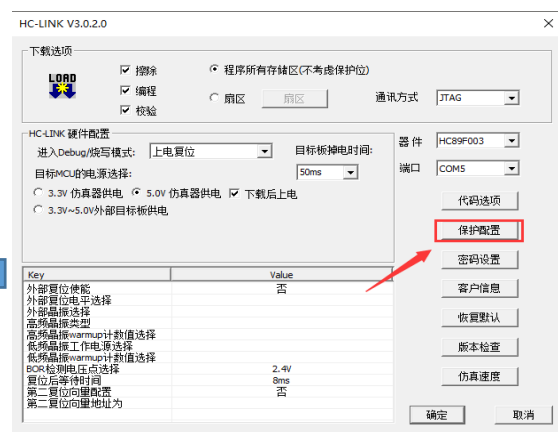 HC-LINK V3.0.2.0
下载选项
LOAD
擦除
编程
校验
程序所有存储区(不考虑保护位)
扇区
扇区
通讯方式
JTAG
HC-LINK 硬件配置
进入Debug/烧写模式:
上电复位
目标板掉电时间:
目标MCU的电源选择:
50ms
3.3V 仿真器供电
5.0V 仿真器供电
下载后上电
3.3V~5.0V外部目标板供电
器件
HC89F003
端口
COM5
代码选项
保护配置
密码设置
客户信息
恢复默认
版本检查
仿真速度
Key Value
外部复位使能 否
外部复位电平选择
外部晶振选择
高频晶振类型
高频晶振warmup计数值选择
低频晶振工作电源选择
低频晶振warmup计数值选择
BOR检测电压点选择 2.4V
复位后等待时间 8ms
第二复位向量配置 否
第二复位向量地址为
确定
取消